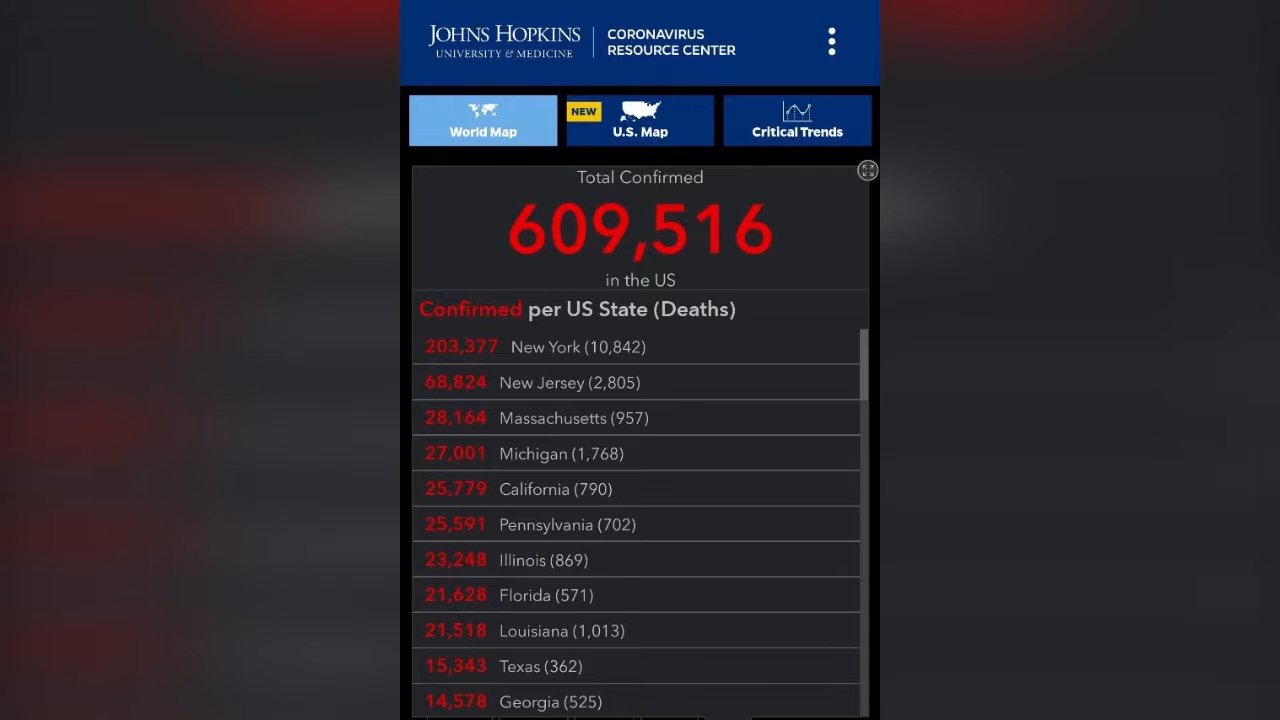 JOHNS HOPKINS
UNIVERSITY & MEDICINE
CORONAVIRUS
RESOURCE CENTER
World Map
NEW
U.S. Map
Critical Trends
Total Confirmed
609,516
in the US
Confirmed per US State (Deaths)
203,377 New York (10,842)
68,824 New Jersey (2,805)
28,164 Massachusetts (957)
27,001 Michigan (1,768)
25,779 California (790)
25,591 Pennsylvania (702)
23,248 Illinois (869)
21,628 Florida (571)
21,518 Louisiana (1,013)
15,343 Texas (362)
14,578 Georgia (525)